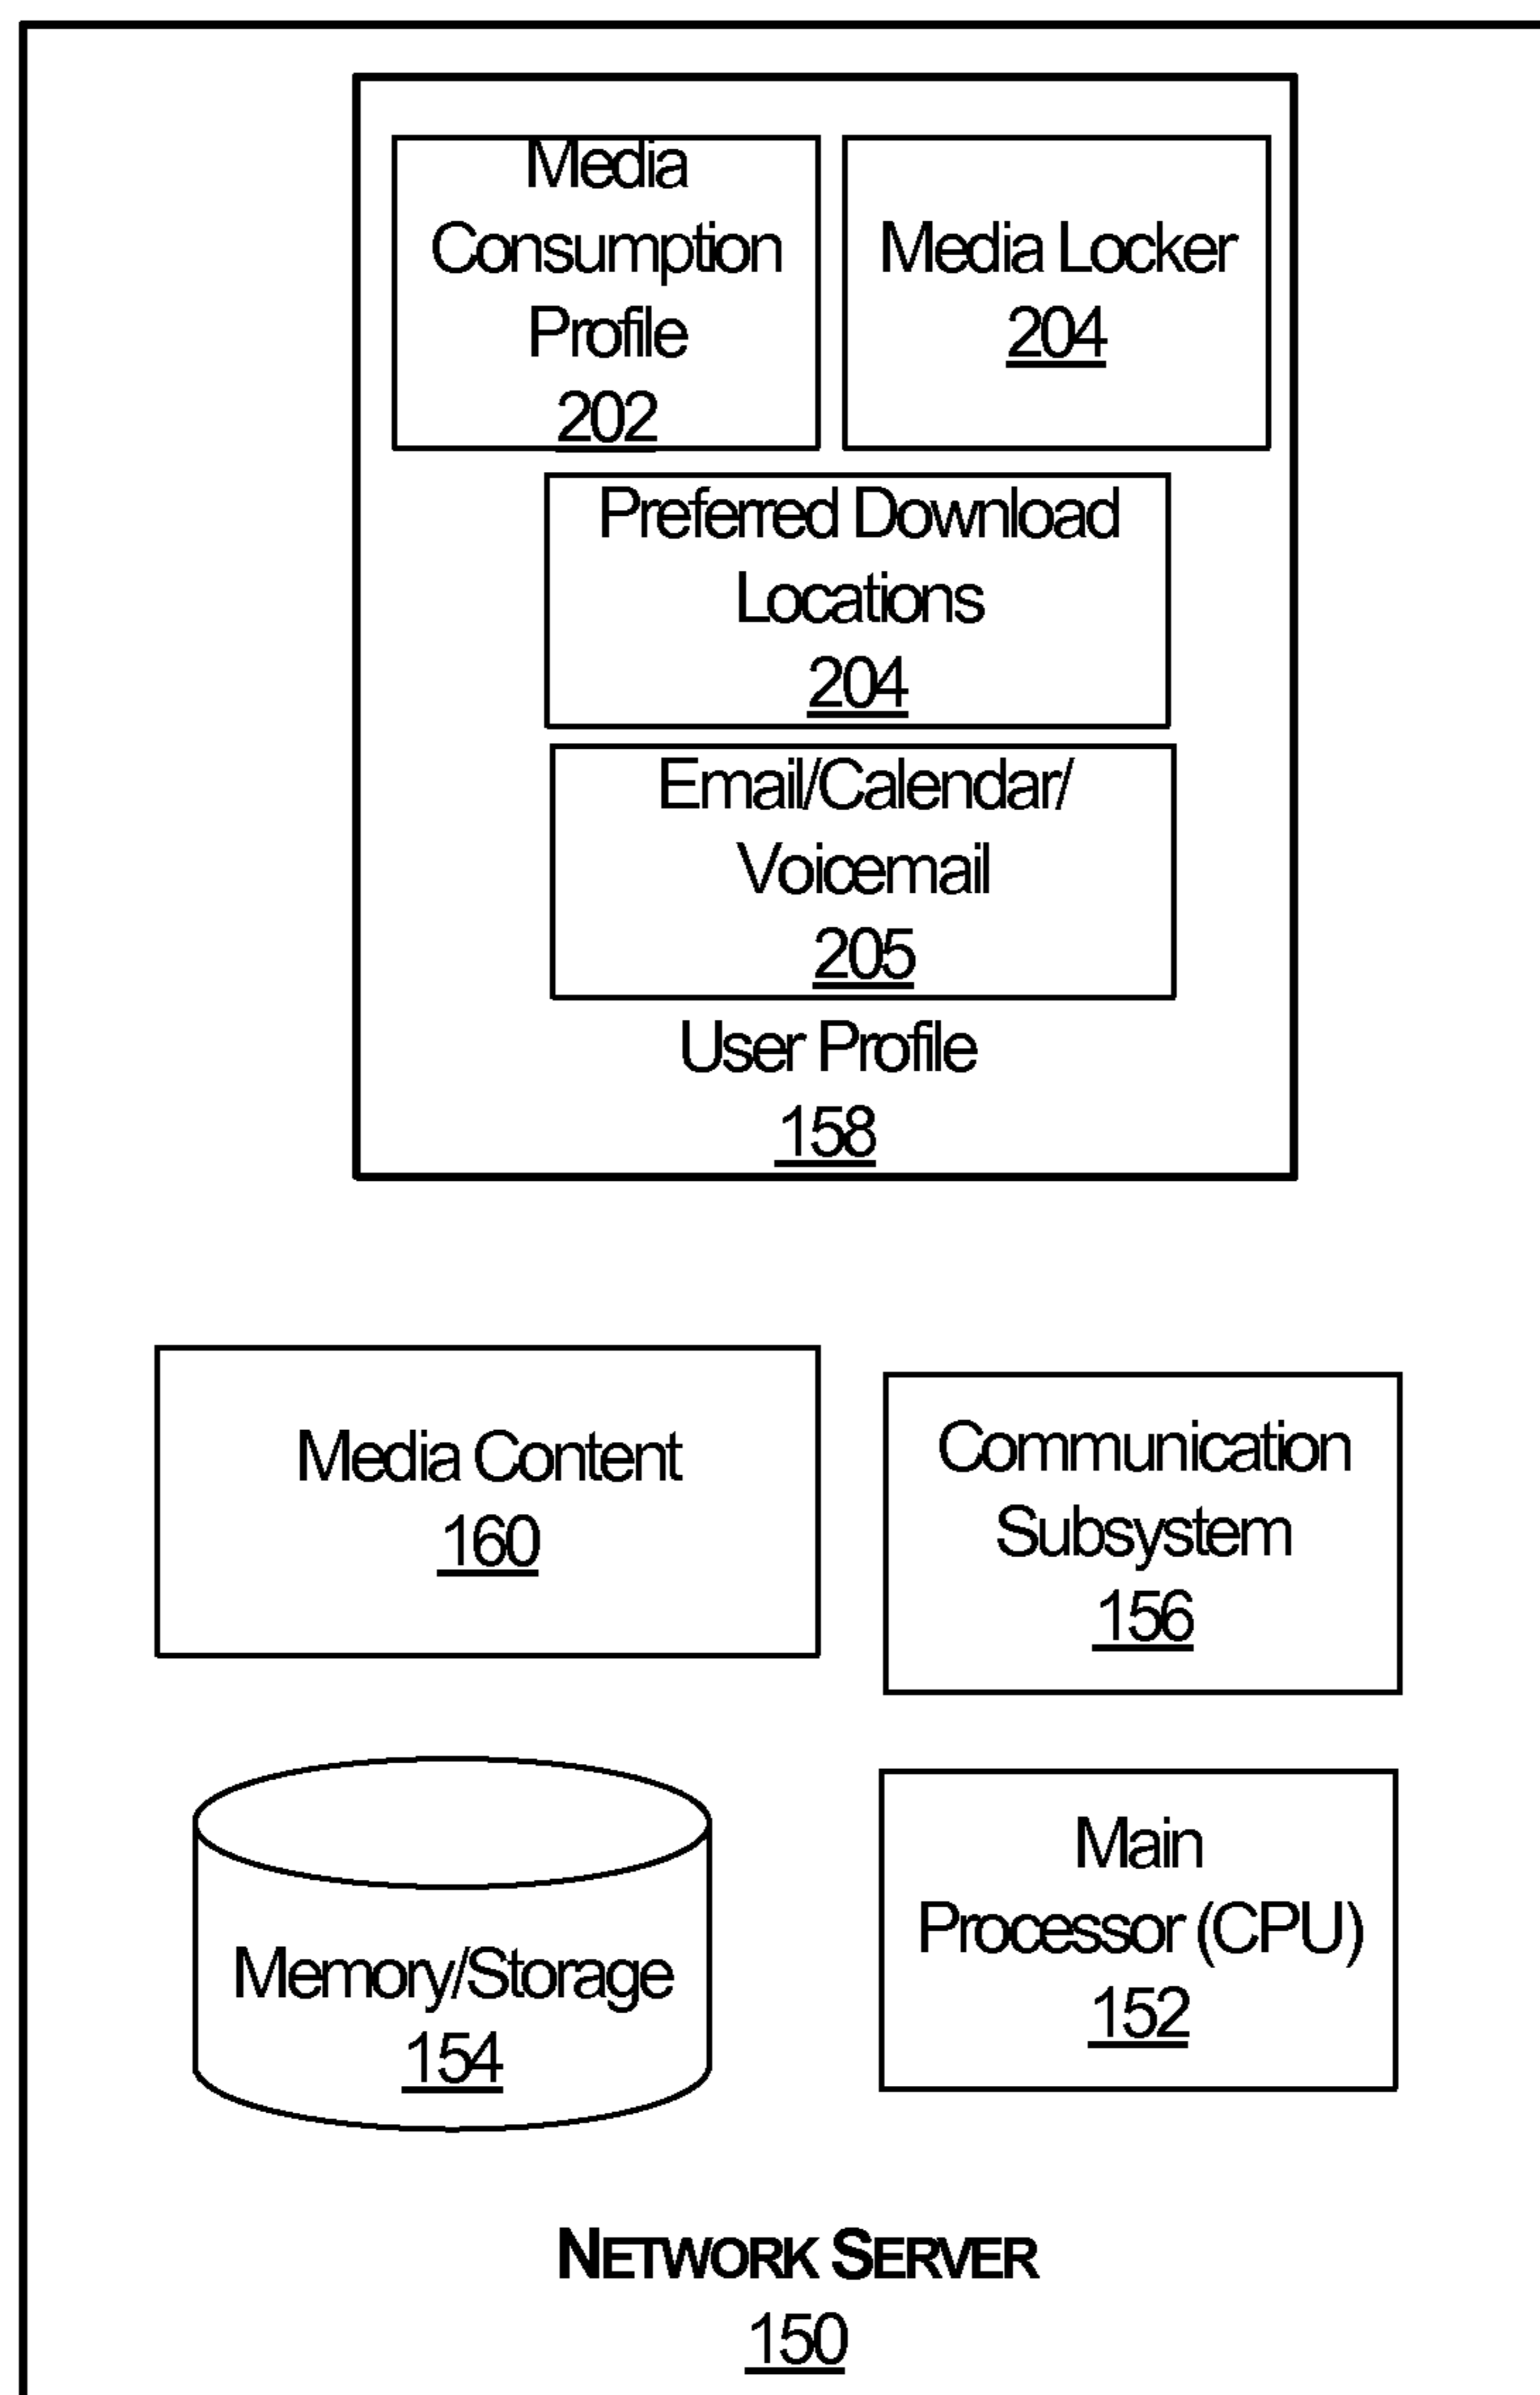 Media
Consumption
Profile
202
Media Locker
204
Preferred Download
Locations
204
Email/Calendar/
Voicemail
205
User Profile
158
Media Content
160
Communication
Subsystem
156
Memory/Storage
154
Main
Processor (CPU)
152
NETWORK SERVER
150